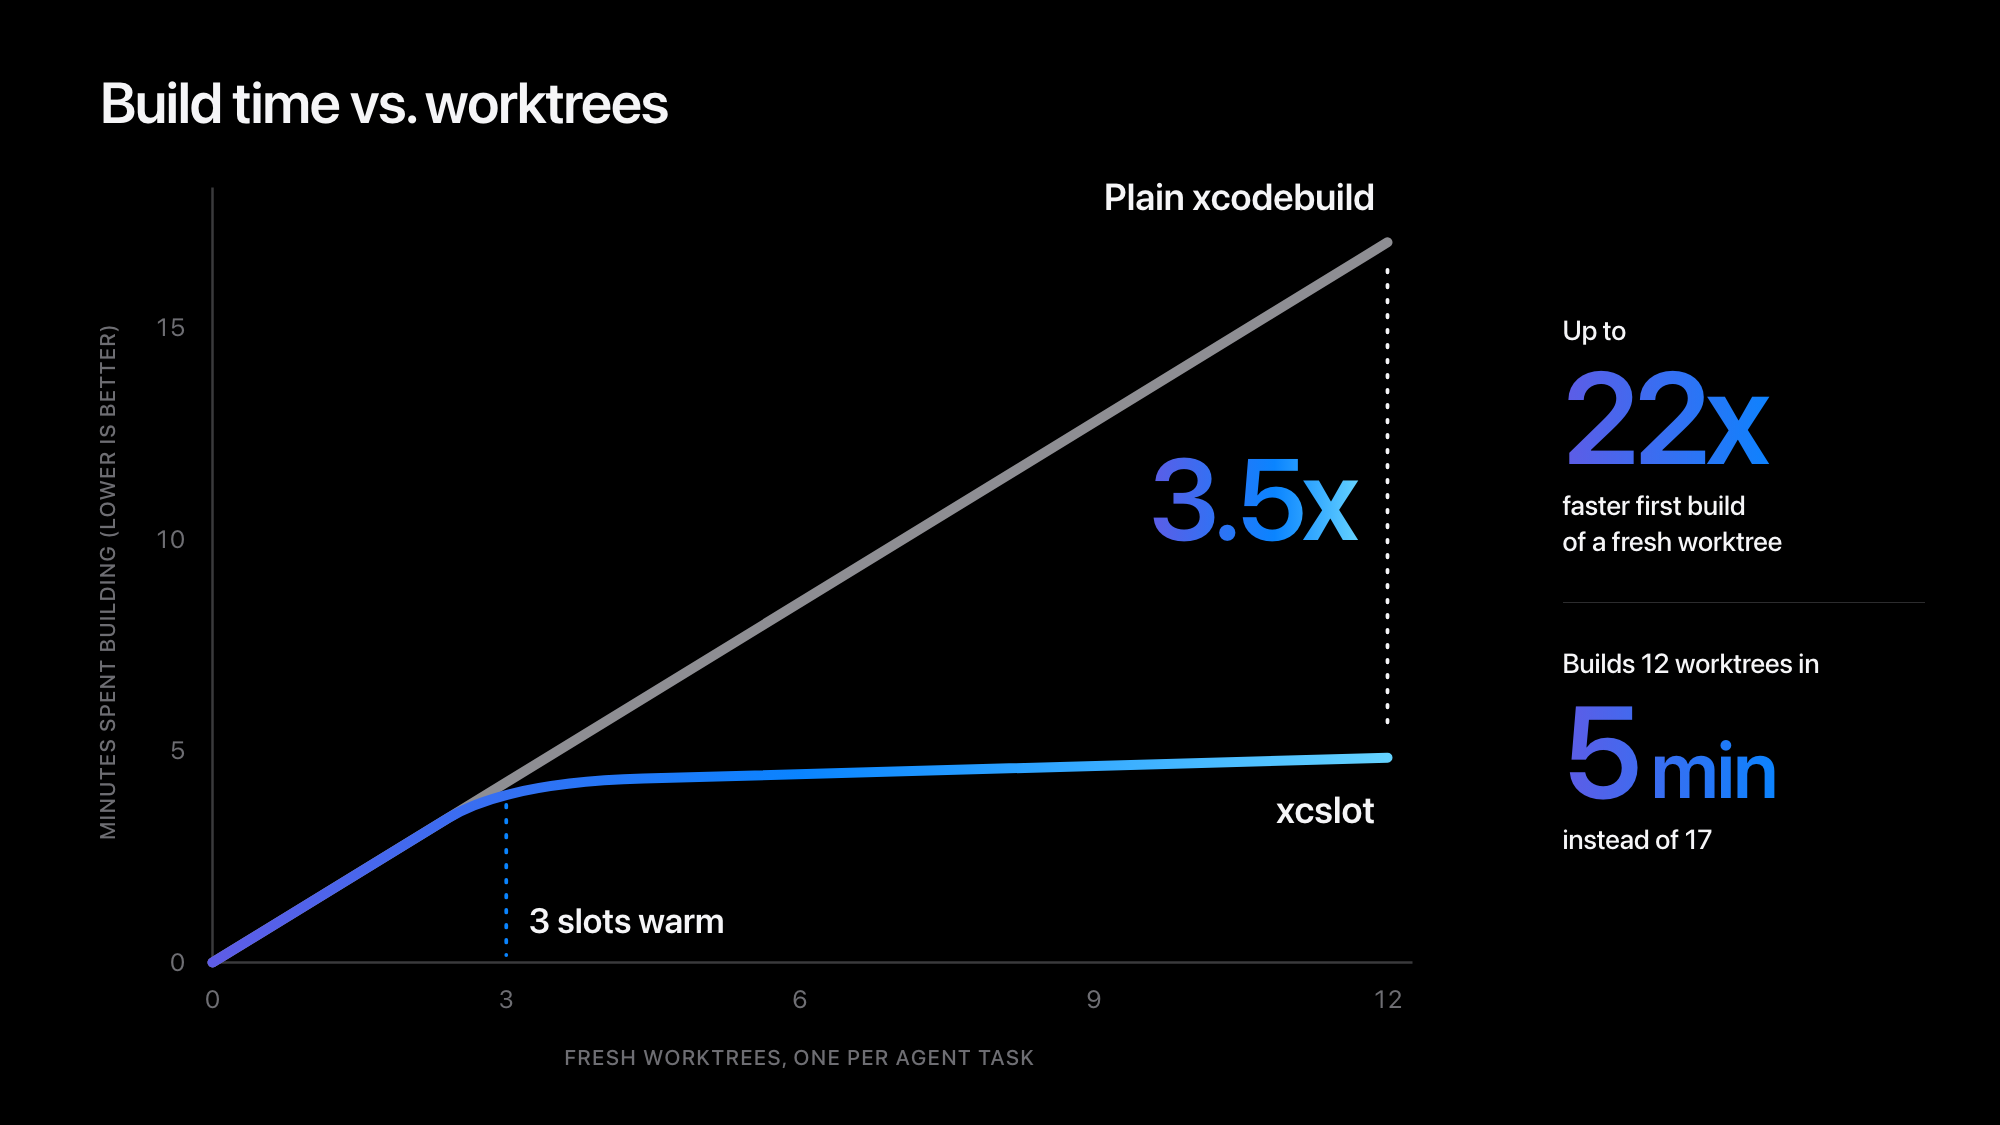 Build time vs. worktrees
Plain xcodebuild
MINUTES SPENT BUILDING (LOWER IS BETTER)
15
10
5
0
3.5x
xcslot
3 slots warm
0 3 6 9 12
FRESH WORKTREES, ONE PER AGENT TASK
Up to
22x
faster first build
of a fresh worktree
Builds 12 worktrees in
5 min
instead of 17